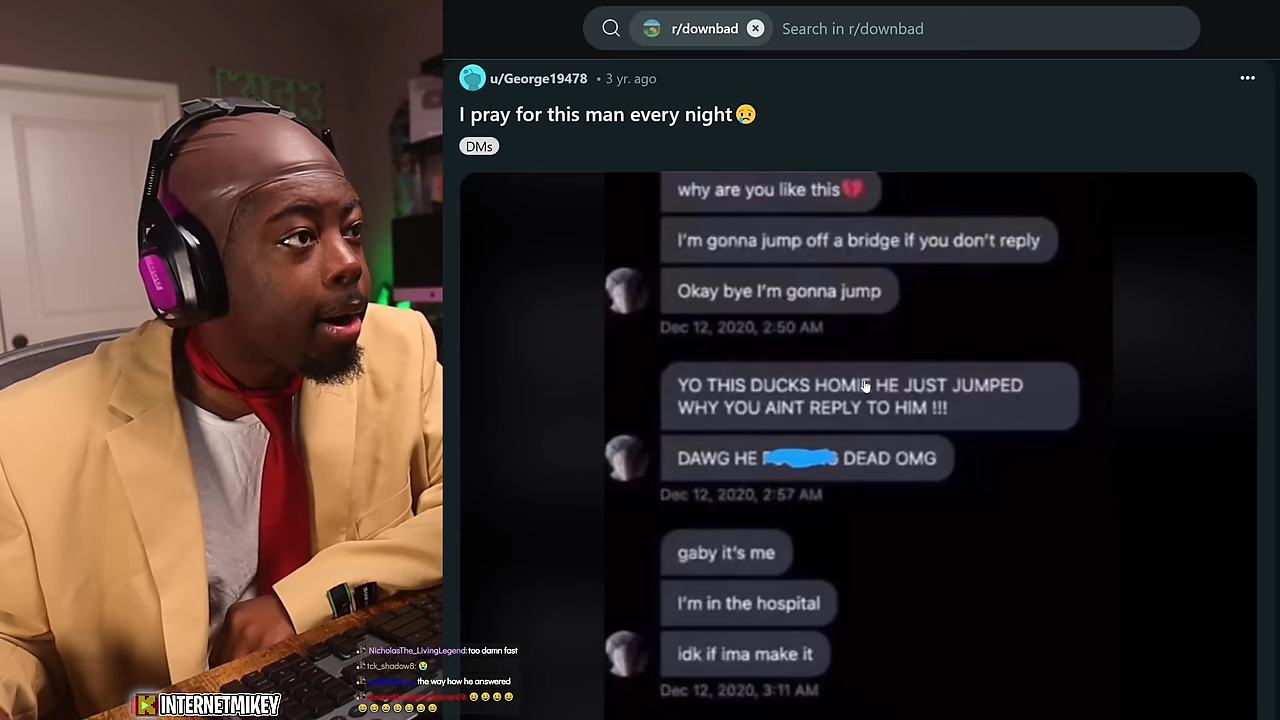 KICK
r/downbad
Search in r/downbad
u/George19478 • 3 yr. ago
I pray for this man every night😥
DMs
why are you like this💔
I'm gonna jump off a bridge if you don't reply
Okay bye I'm gonna jump
Dec 12, 2020, 2:50 AM
YO THIS DUCKS HOMIE HE JUST JUMPED
WHY YOU AINT REPLY TO HIM !!!
DAWG HE DEAD OMG
Dec 12, 2020, 2:57 AM
gaby it's me
I'm in the hospital
idk if ima make it
Dec 12, 2020, 3:11 AM
NicholasThe_LivingLegend: too damn fast
tck_shadow8: 😭
the way how he answered
INTERNETMIKEY